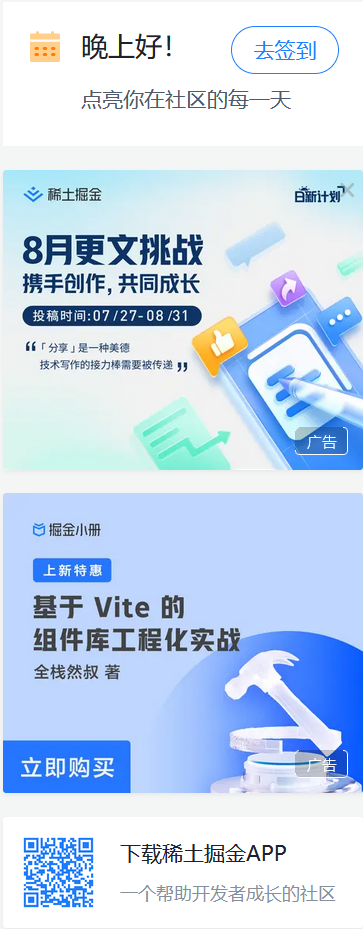 晚上好！
去签到
点亮你在社区的每一天
稀土掘金
日新计划
8月更文挑战
携手创作，共同成长
投稿时间:07/27-08/31
“「分享」是一种美德
技术写作的接力棒需要被传递”
广告
掘金小册
上新特惠
基于 Vite 的
组件库工程化实战
全栈然叔 著
立即购买
广告
下载稀土掘金APP
一个帮助开发者成长的社区